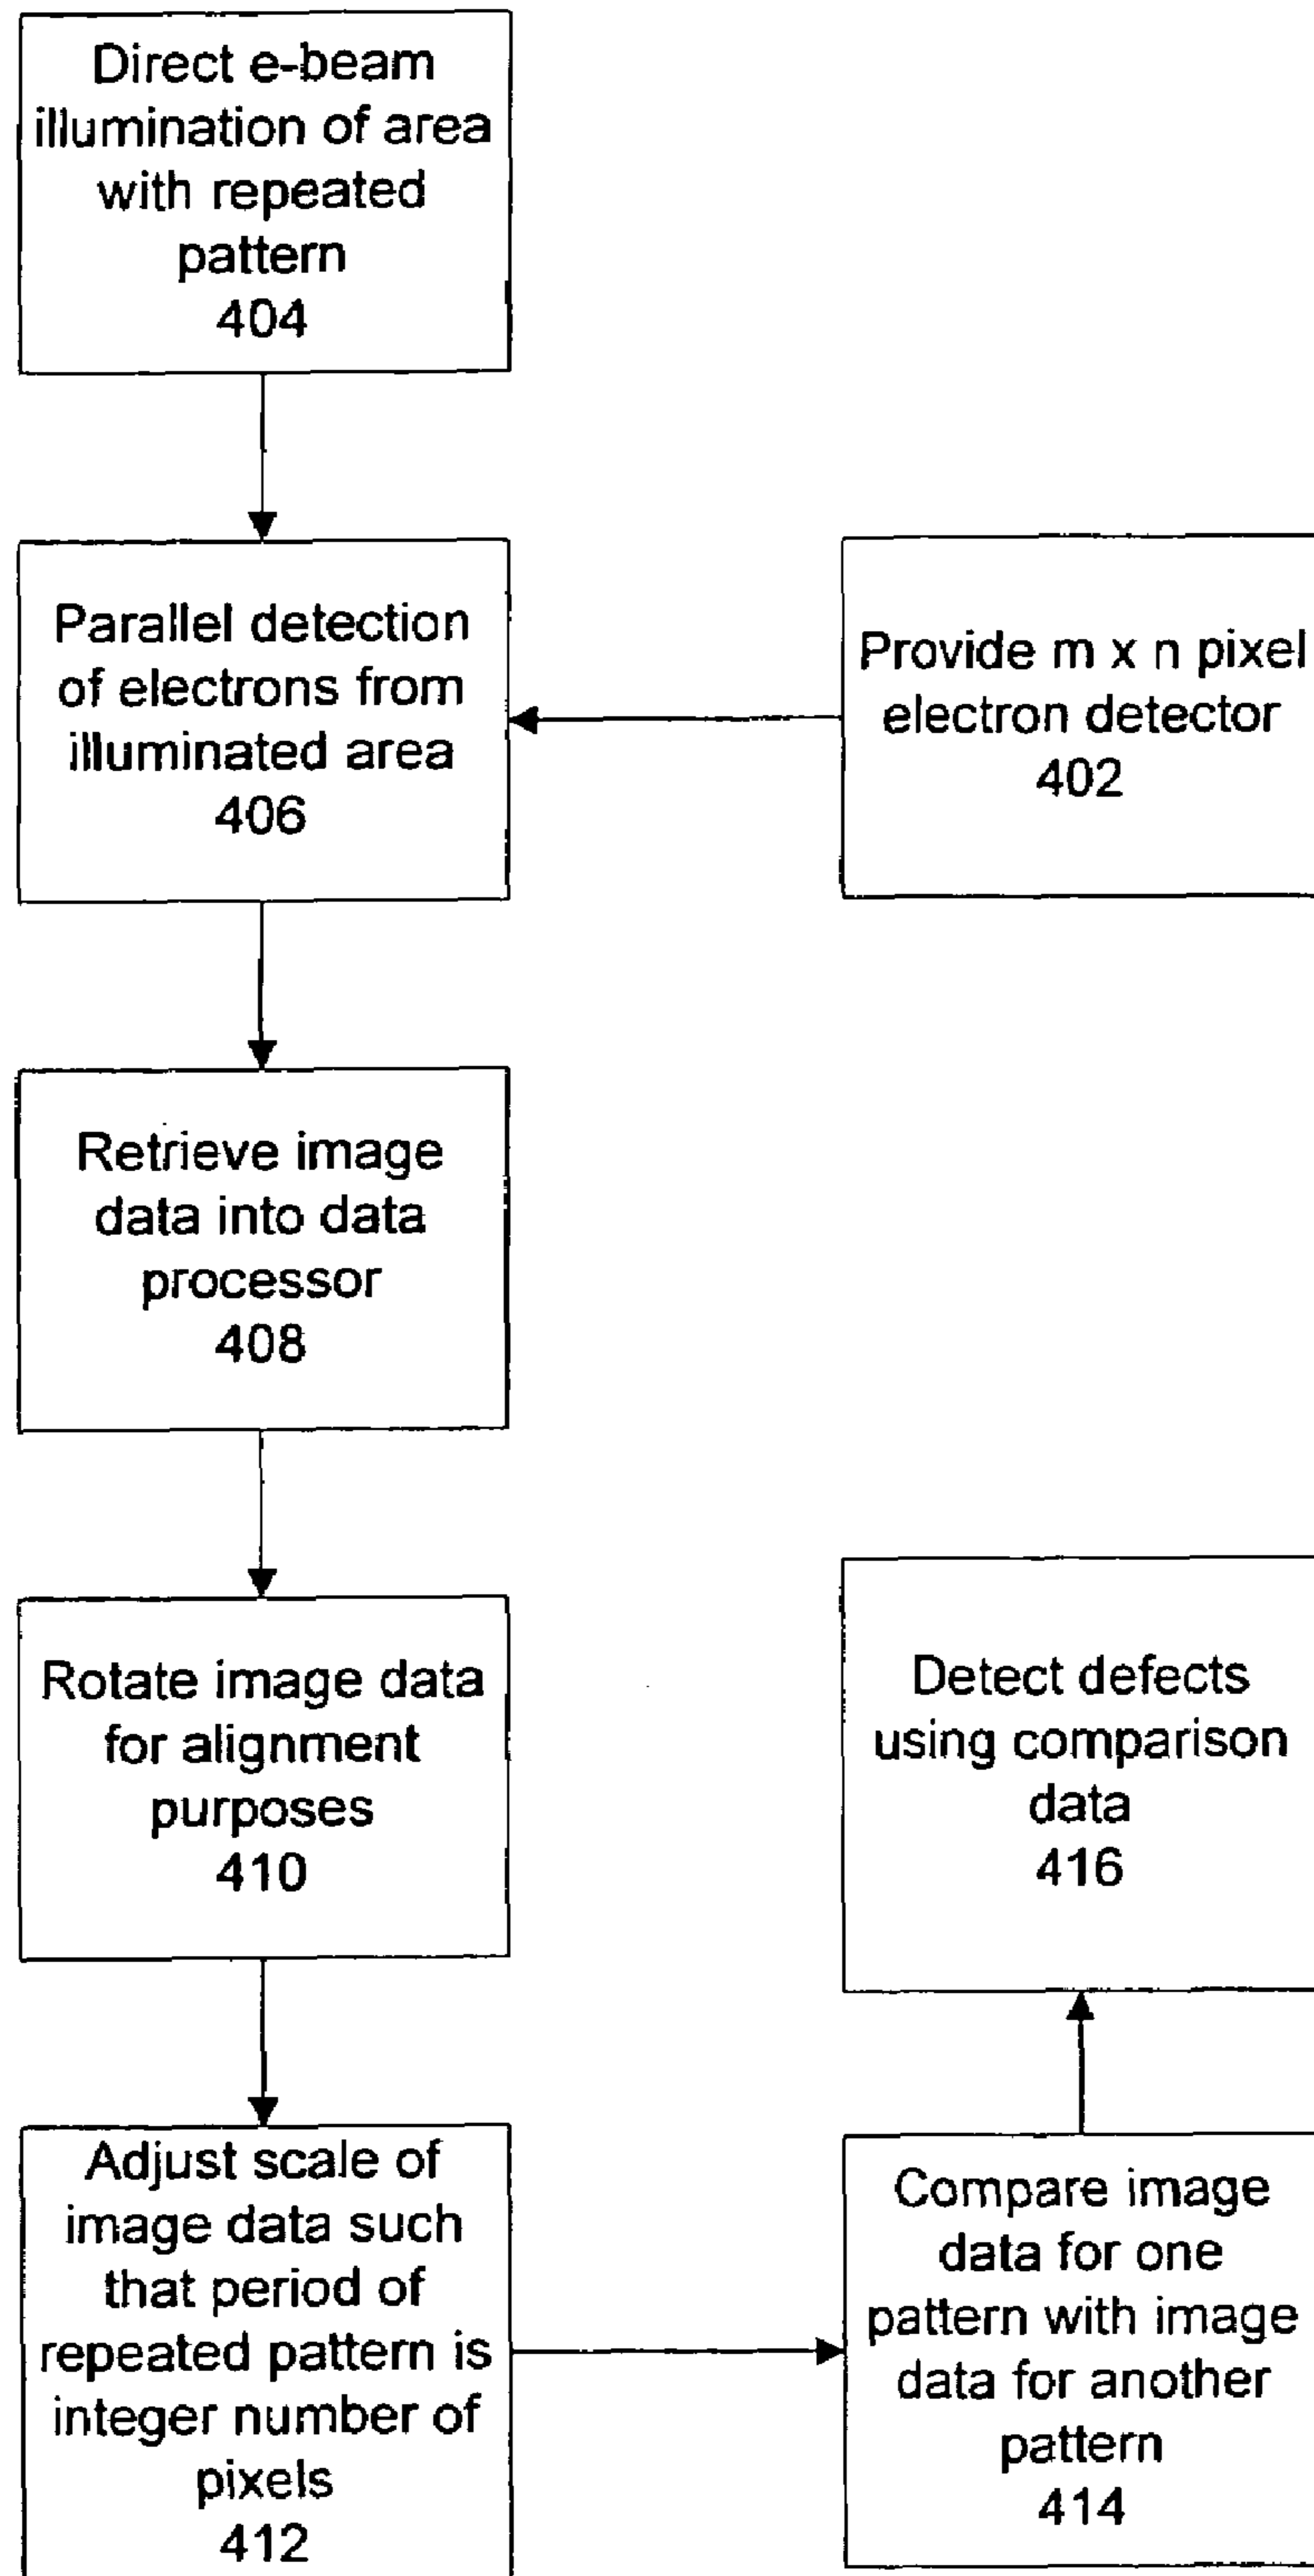 Direct e-beam
illumination of area
with repeated
pattern
404
Parallel detection
of electrons from
illuminated area
406
Provide m x n pixel
electron detector
402
Retrieve image
data into data
processor
408
Rotate image data
for alignment
purposes
410
Detect defects
using comparison
data
416
Adjust scale of
image data such
that period of
repeated pattern is
integer number of
pixels
412
Compare image
data for one
pattern with image
data for another
pattern
414